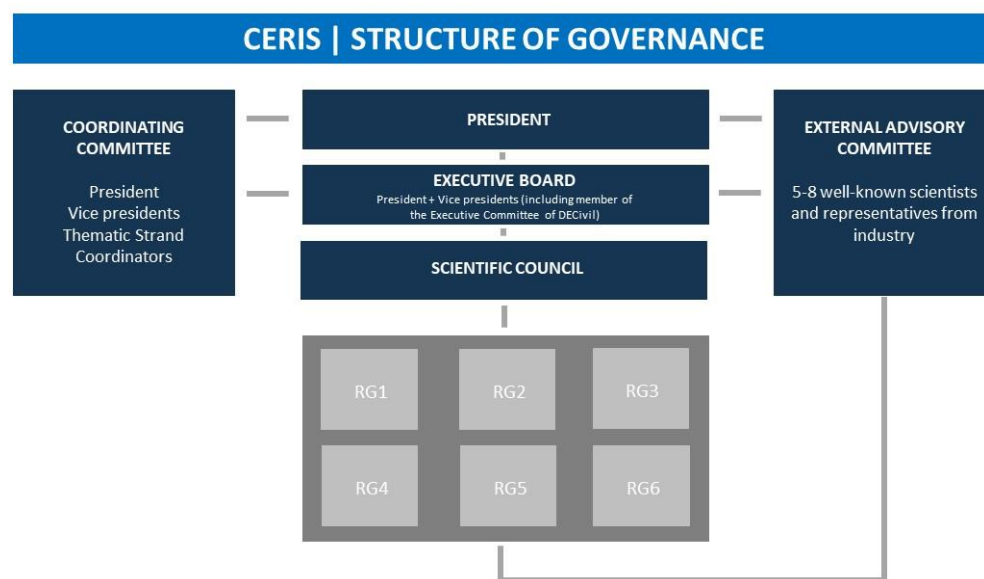 CERIS | STRUCTURE OF GOVERNANCE
COORDINATING
COMMITTEE
President
Vice presidents
Thematic Strand
Coordinators
PRESIDENT
EXECUTIVE BOARD
President + Vice presidents (including member of
the Executive Committee of DECivil)
SCIENTIFIC COUNCIL
EXTERNAL ADVISORY
COMMITTEE
5-8 well-known scientists
and representatives from
industry
RG1
RG2
RG3
RG4
RG5
RG6